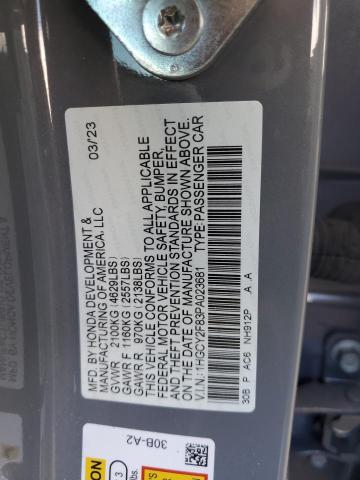 MFD. BY HONDA DEVELOPMENT & 03/23
MANUFACTURING OF AMERICA, LLC
GVWR 2100KG (4629LBS)
GAWR F 1160KG (2557LBS)
GAWR R 970KG (2138LBS)
THIS VEHICLE CONFORMS TO ALL APPLICABLE
FEDERAL MOTOR VEHICLE SAFETY, BUMPER,
AND THEFT PREVENTION STANDARDS IN EFFECT
ON THE DATE OF MANUFACTURE SHOWN ABOVE.
V.I.N.: 1HGCY2F83PA023681 TYPE: PASSENGER CAR
30B P AC6 NH912P A A
30B-A2
3